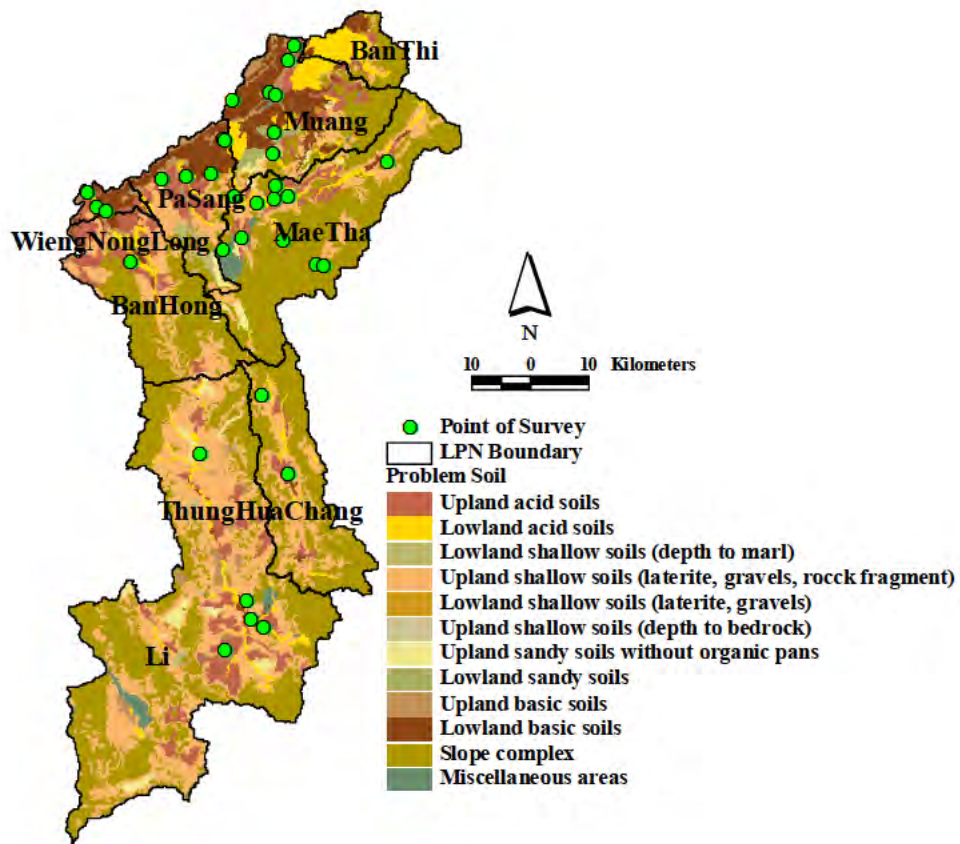 BanThi
Muang
PaSang
MaeTha
WiengNongLong
BanHong
N
10 0 10 Kilometers
Point of Survey
LPN Boundary
Problem Soil
ThungHuaChang
Upland acid soils
Lowland acid soils
Lowland shallow soils (depth to marl)
Upland shallow soils (laterite, gravels, rocck fragment)
Lowland shallow soils (laterite, gravels)
Upland shallow soils (depth to bedrock)
Li
Upland sandy soils without organic pans
Lowland sandy soils
Upland basic soils
Lowland basic soils
Slope complex
Miscellaneous areas